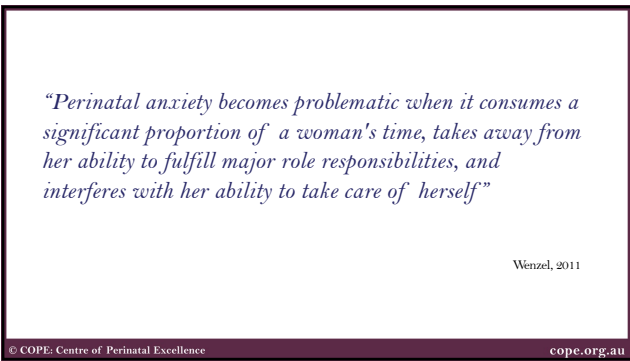 “Perinatal anxiety becomes problematic when it consumes a
significant proportion of a woman's time, takes away from
her ability to fulfill major role responsibilities, and
interferes with her ability to take care of herself”
Wenzel, 2011
© COPE: Centre of Perinatal Excellence
cope.org.au